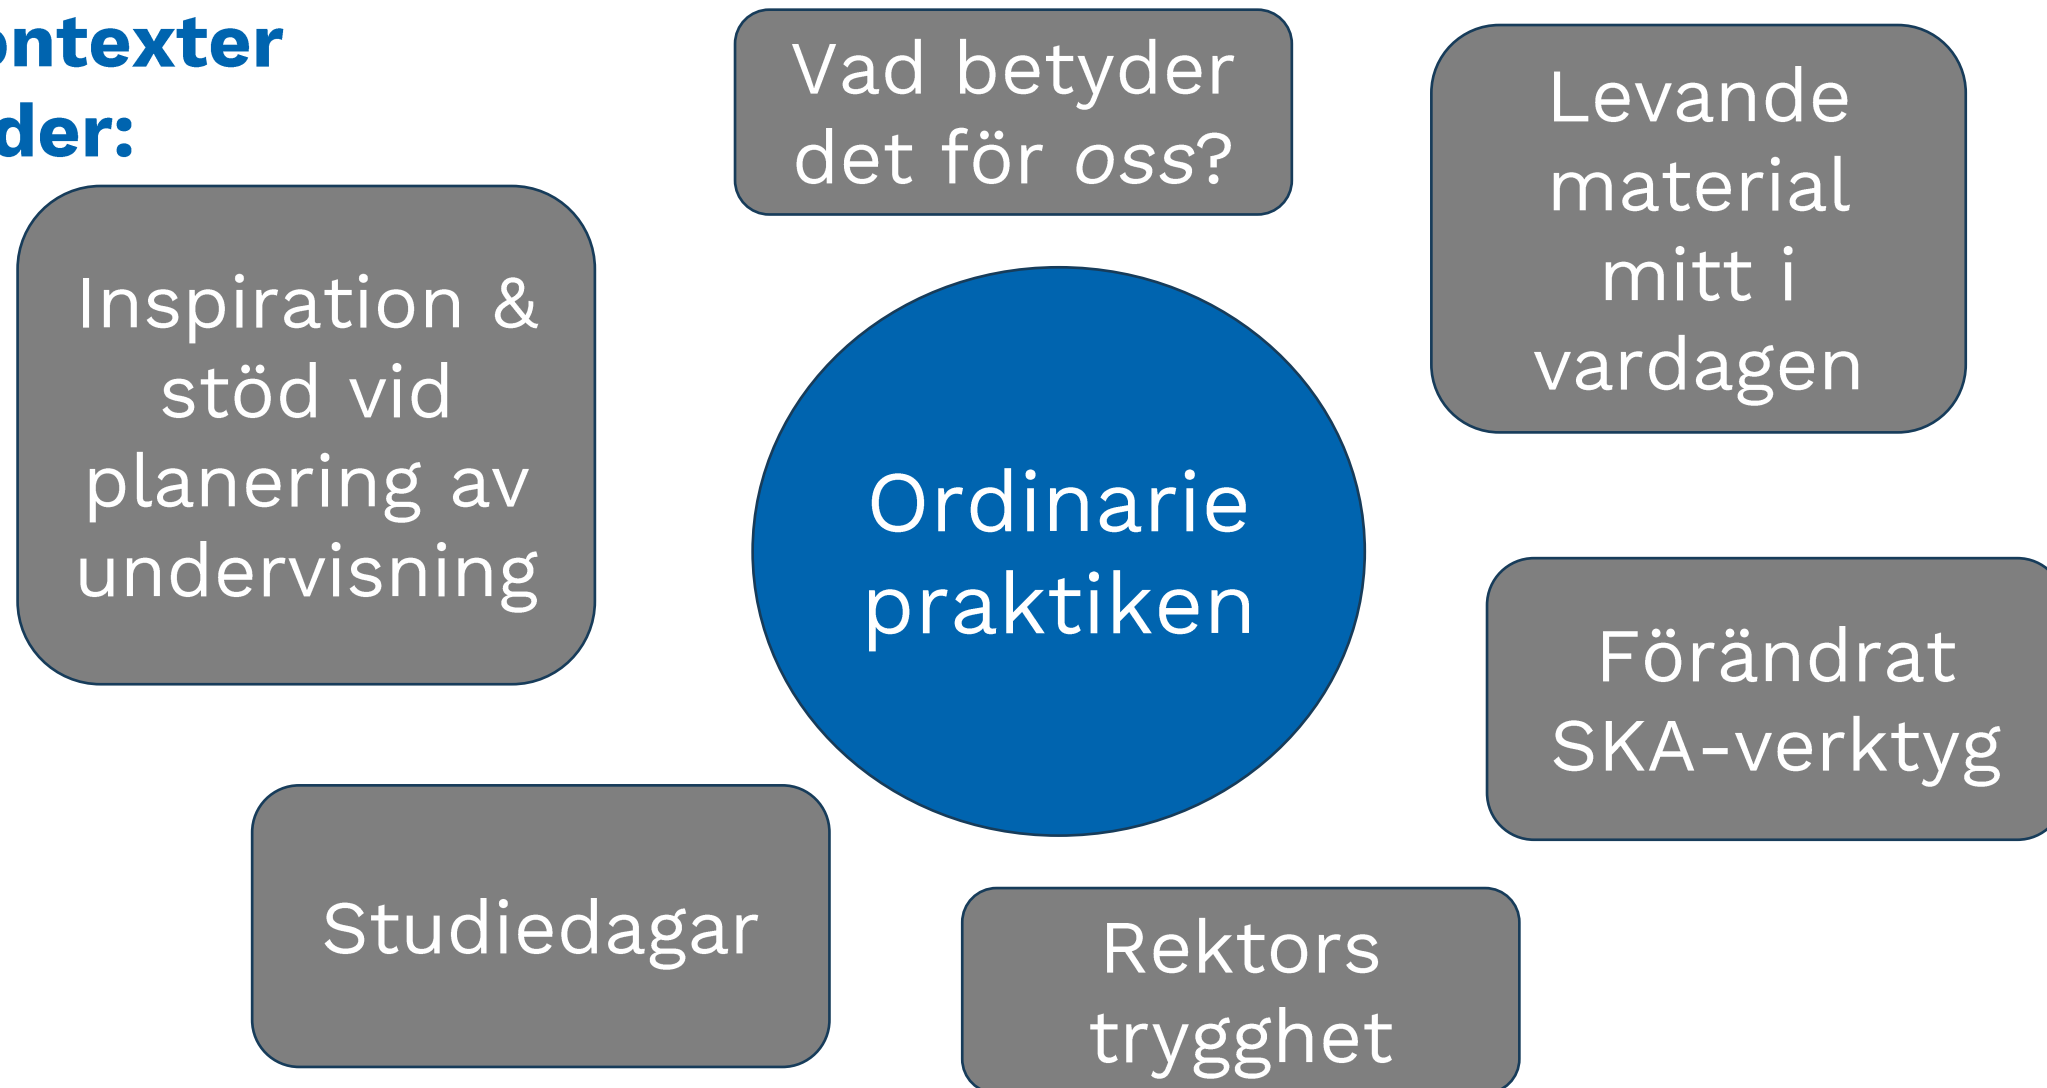 ontexter
der:
Vad betyder
det för oss?
Levande
material
mitt i
vardagen
Inspiration &
stöd vid
planering av
undervisning
Ordinarie
praktiken
Förändrat
SKA-verktyg
Studiedagar
Rektors
trygghet